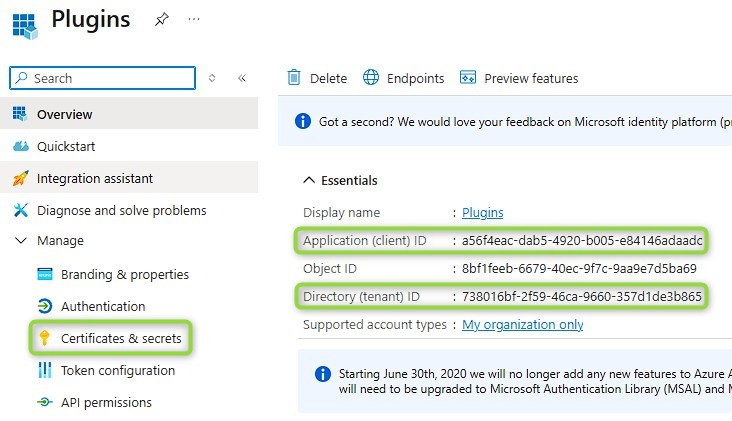 Plugins
Search
Delete
Endpoints
Preview features
Overview
Quickstart
Integration assistant
Diagnose and solve problems
Manage
Branding & properties
Authentication
Certificates & secrets
Token configuration
API permissions
Got a second? We would love your feedback on Microsoft identity platform (p
Essentials
Display name : Plugins
Application (client) ID : a56f4eac-dab5-4920-b005-e84146adaadc
Object ID : 8bf1feeb-6679-40ec-9f7c-9aa9e7d5ba69
Directory (tenant) ID : 738016bf-2f59-46ca-9660-357d1de3b865
Supported account types : My organization only
Starting June 30th, 2020 we will no longer add any new features to Azure A
will need to be upgraded to Microsoft Authentication Library (MSAL) and M